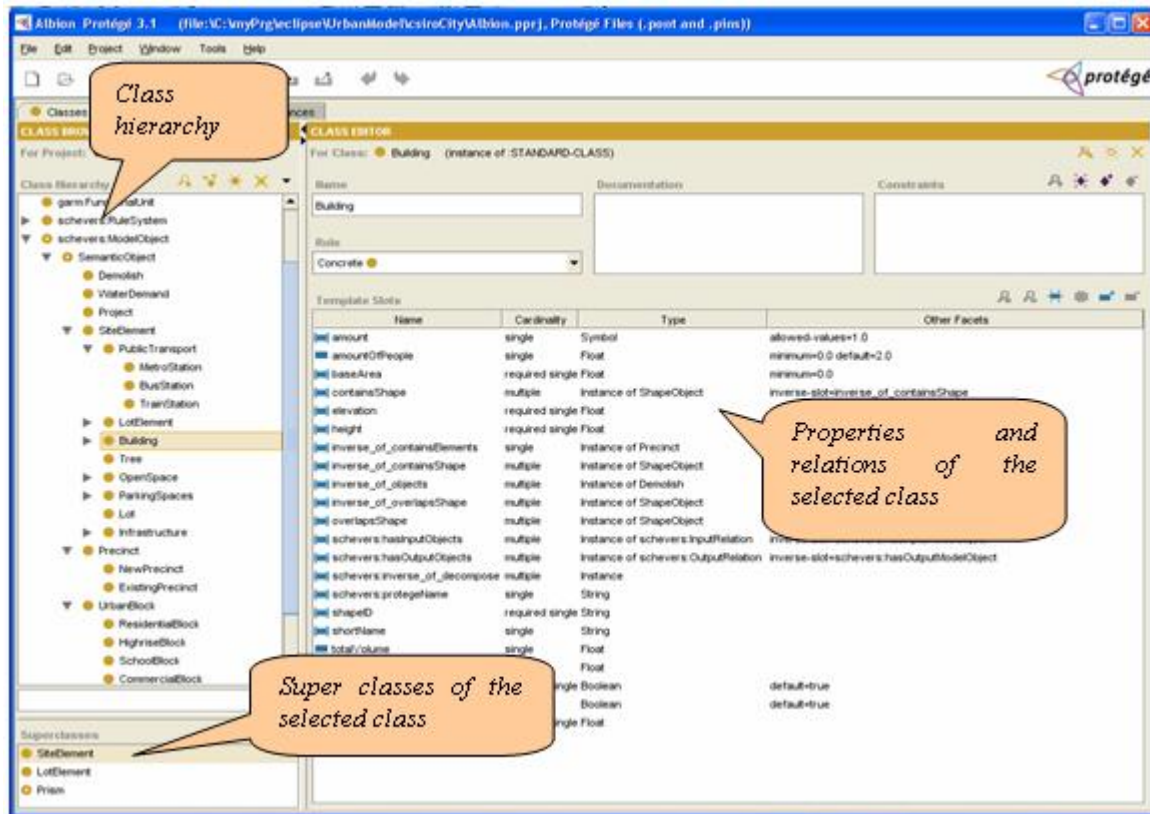 Albion Protégé 3.1 (file:\C:\myPrg\eclipse\UrbanModel\csiroCity\Albion.pprj, Protégé Files (.pont and .pins))
File Edit Project Window Tools Help
protégé
Class hierarchy
Classes
CLASS EDITOR
For Project:
For Class: Building (instance of :STANDARD-CLASS)
Class Hierarchy
Name
Documentation
Constraints
Building
Role
Concrete
schevers:RuleSystem
schevers:ModelObject
SemanticObject
Demolish
WaterDemand
Project
SiteElement
PublicTransport
MetroStation
BusStation
TrainStation
LotElement
Building
Tree
OpenSpace
ParkingSpaces
Lot
Infrastructure
Precinct
NewPrecinct
ExistingPrecinct
UrbanBlock
ResidentialBlock
HighriseBlock
SchoolBlock
CommercialBlock
Superclasses
SiteElement
LotElement
Prism
Template Slots
Name Cardinality Type Other Facets
amount single Symbol allowed-values=1.0
amountOfPeople single Float minimum=0.0 default=2.0
baseArea required single Float minimum=0.0
containsShape multiple Instance of ShapeObject inverse-slot=inverse_of_containsShape
elevation required single Float
height required single Float
inverse_of_containsElements single Instance of Precinct
inverse_of_containsShape multiple Instance of ShapeObject
inverse_of_objects multiple Instance of Demolish
inverse_of_overlapsShape multiple Instance of ShapeObject
overlapsShape multiple Instance of ShapeObject
schevers:hasInputObjects multiple Instance of schevers:InputRelation
schevers:hasOutputObjects multiple Instance of schevers:OutputRelation inverse-slot=schevers:hasOutputModelObject
schevers:inverse_of_decompose multiple Instance
schevers:protegeName single String
shapeID required single String
shortName single String
totalVolume single Float
Float
Boolean default=true
Boolean default=true
Float
Properties and
relations of the
selected class
Super classes of the
selected class